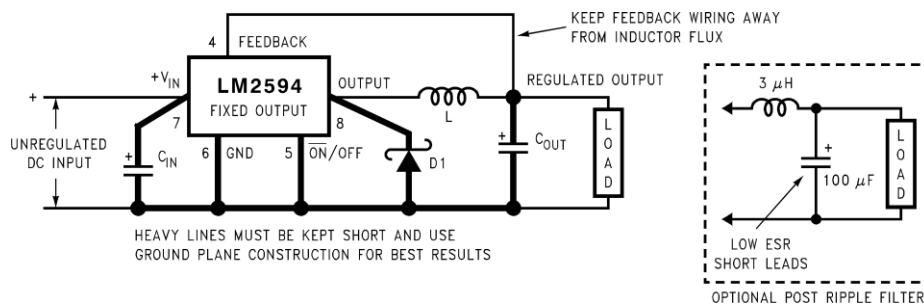 KEEP FEEDBACK WIRING AWAY
FROM INDUCTOR FLUX
4 FEEDBACK
+VIN
LM2594
FIXED OUTPUT
OUTPUT
REGULATED OUTPUT
+
7
8
L
UNREGULATED
DC INPUT
+
CIN
6 GND
5 ON/OFF
D1
+
COUT
LOAD
HEAVY LINES MUST BE KEPT SHORT AND USE
GROUND PLANE CONSTRUCTION FOR BEST RESULTS
3 μH
+
100 μF
LOAD
LOW ESR
SHORT LEADS
OPTIONAL POST RIPPLE FILTER